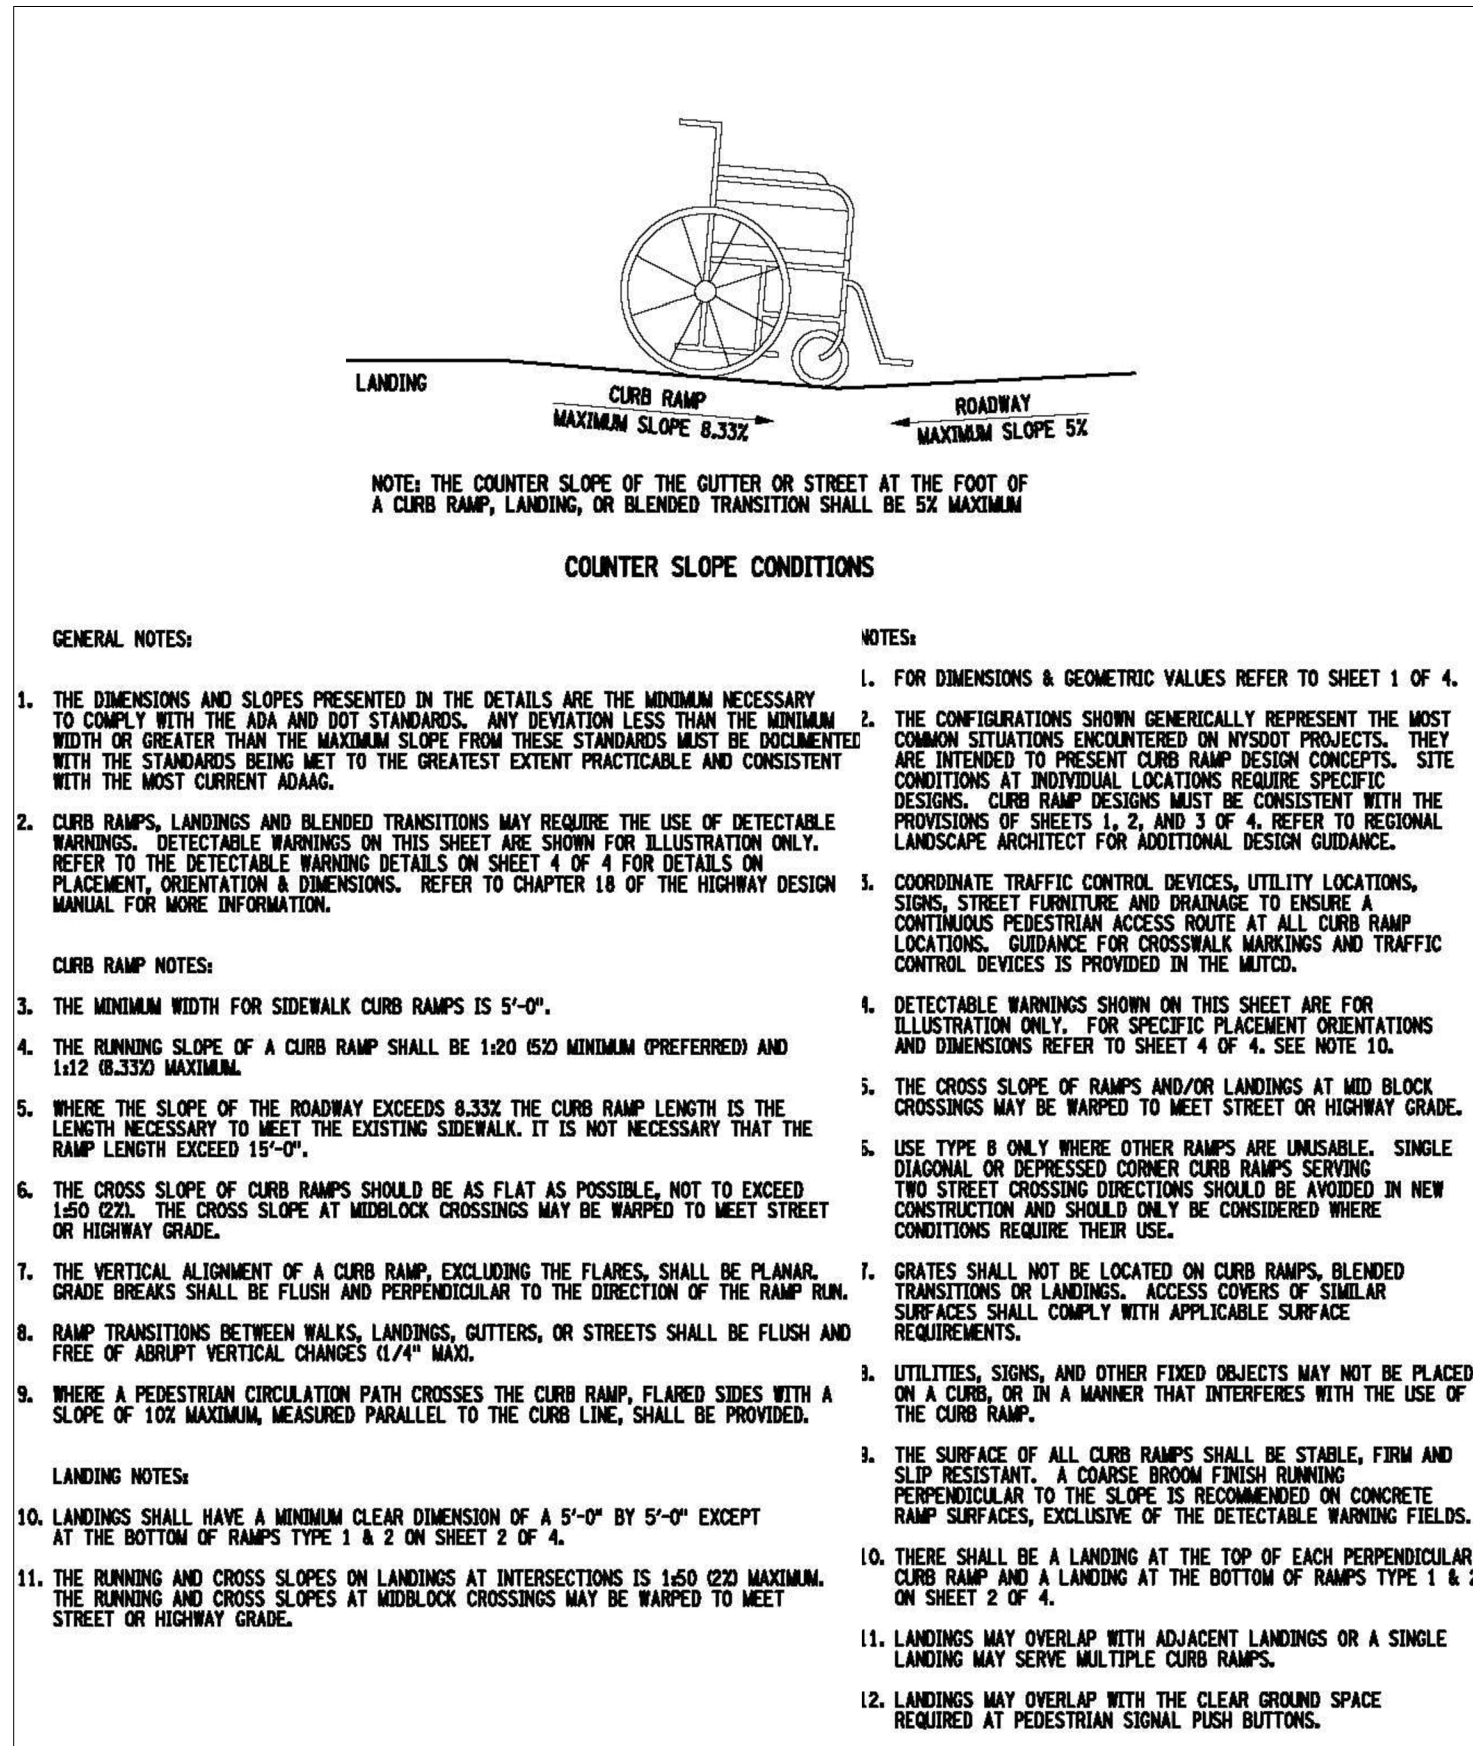 LANDING
CURB RAMP
MAXIMUM SLOPE 8.33%
ROADWAY
MAXIMUM SLOPE 5%
NOTE: THE COUNTER SLOPE OF THE GUTTER OR STREET AT THE FOOT OF
A CURB RAMP, LANDING, OR BLENDED TRANSITION SHALL BE 5% MAXIMUM
COUNTER SLOPE CONDITIONS
GENERAL NOTES:
1. THE DIMENSIONS AND SLOPES PRESENTED IN THE DETAILS ARE THE MINIMUM NECESSARY
TO COMPLY WITH THE ADA AND DOT STANDARDS. ANY DEVIATION LESS THAN THE MINIMUM
WIDTH OR GREATER THAN THE MAXIMUM SLOPE FROM THESE STANDARDS MUST BE DOCUMENTED
WITH THE STANDARDS BEING MET TO THE GREATEST EXTENT PRACTICABLE AND CONSISTENT
WITH THE MOST CURRENT ADAAG.
2. CURB RAMPS, LANDINGS AND BLENDED TRANSITIONS MAY REQUIRE THE USE OF DETECTABLE
WARNINGS. DETECTABLE WARNINGS ON THIS SHEET ARE SHOWN FOR ILLUSTRATION ONLY.
REFER TO THE DETECTABLE WARNING DETAILS ON SHEET 4 OF 4 FOR DETAILS ON
PLACEMENT, ORIENTATION & DIMENSIONS. REFER TO CHAPTER 18 OF THE HIGHWAY DESIGN
MANUAL FOR MORE INFORMATION.
CURB RAMP NOTES:
3. THE MINIMUM WIDTH FOR SIDEWALK CURB RAMPS IS 5'-0".
4. THE RUNNING SLOPE OF A CURB RAMP SHALL BE 1:20 (5%) MINIMUM (PREFERRED) AND
1:12 (8.33%) MAXIMUM.
5. WHERE THE SLOPE OF THE ROADWAY EXCEEDS 8.33% THE CURB RAMP LENGTH IS THE
LENGTH NECESSARY TO MEET THE EXISTING SIDEWALK. IT IS NOT NECESSARY THAT THE
RAMP LENGTH EXCEED 15'-0".
6. THE CROSS SLOPE OF CURB RAMPS SHOULD BE AS FLAT AS POSSIBLE, NOT TO EXCEED
1:50 (2%). THE CROSS SLOPE AT MIDBLOCK CROSSINGS MAY BE WARPED TO MEET STREET
OR HIGHWAY GRADE.
7. THE VERTICAL ALIGNMENT OF A CURB RAMP, EXCLUDING THE FLARES, SHALL BE PLANAR.
GRADE BREAKS SHALL BE FLUSH AND PERPENDICULAR TO THE DIRECTION OF THE RAMP RUN.
8. RAMP TRANSITIONS BETWEEN WALKS, LANDINGS, GUTTERS, OR STREETS SHALL BE FLUSH AND
FREE OF ABRUPT VERTICAL CHANGES (1/4" MAX).
9. WHERE A PEDESTRIAN CIRCULATION PATH CROSSES THE CURB RAMP, FLARED SIDES WITH A
SLOPE OF 10% MAXIMUM, MEASURED PARALLEL TO THE CURB LINE, SHALL BE PROVIDED.
LANDING NOTES:
10. LANDINGS SHALL HAVE A MINIMUM CLEAR DIMENSION OF A 5'-0" BY 5'-0" EXCEPT
AT THE BOTTOM OF RAMPS TYPE 1 & 2 ON SHEET 2 OF 4.
11. THE RUNNING AND CROSS SLOPES ON LANDINGS AT INTERSECTIONS IS 1:50 (2%) MAXIMUM.
THE RUNNING AND CROSS SLOPES AT MIDBLOCK CROSSINGS MAY BE WARPED TO MEET
STREET OR HIGHWAY GRADE.
NOTES:
1. FOR DIMENSIONS & GEOMETRIC VALUES REFER TO SHEET 1 OF 4.
2. THE CONFIGURATIONS SHOWN GENERICALLY REPRESENT THE MOST
COMMON SITUATIONS ENCOUNTERED ON NYSDOT PROJECTS. THEY
ARE INTENDED TO PRESENT CURB RAMP DESIGN CONCEPTS. SITE
CONDITIONS AT INDIVIDUAL LOCATIONS REQUIRE SPECIFIC
DESIGNS. CURB RAMP DESIGNS MUST BE CONSISTENT WITH THE
PROVISIONS OF SHEETS 1, 2, AND 3 OF 4. REFER TO REGIONAL
LANDSCAPE ARCHITECT FOR ADDITIONAL DESIGN GUIDANCE.
3. COORDINATE TRAFFIC CONTROL DEVICES, UTILITY LOCATIONS,
SIGNS, STREET FURNITURE AND DRAINAGE TO ENSURE A
CONTINUOUS PEDESTRIAN ACCESS ROUTE AT ALL CURB RAMP
LOCATIONS. GUIDANCE FOR CROSSWALK MARKINGS AND TRAFFIC
CONTROL DEVICES IS PROVIDED IN THE MUTCD.
4. DETECTABLE WARNINGS SHOWN ON THIS SHEET ARE FOR
ILLUSTRATION ONLY. FOR SPECIFIC PLACEMENT ORIENTATIONS
AND DIMENSIONS REFER TO SHEET 4 OF 4. SEE NOTE 10.
5. THE CROSS SLOPE OF RAMPS AND/OR LANDINGS AT MID BLOCK
CROSSINGS MAY BE WARPED TO MEET STREET OR HIGHWAY GRADE.
6. USE TYPE 8 ONLY WHERE OTHER RAMPS ARE UNUSABLE. SINGLE
DIAGONAL OR DEPRESSED CORNER CURB RAMPS SERVING
TWO STREET CROSSING DIRECTIONS SHOULD BE AVOIDED IN NEW
CONSTRUCTION AND SHOULD ONLY BE CONSIDERED WHERE
CONDITIONS REQUIRE THEIR USE.
7. GRATES SHALL NOT BE LOCATED ON CURB RAMPS, BLENDED
TRANSITIONS OR LANDINGS. ACCESS COVERS OF SIMILAR
SURFACES SHALL COMPLY WITH APPLICABLE SURFACE
REQUIREMENTS.
8. UTILITIES, SIGNS, AND OTHER FIXED OBJECTS MAY NOT BE PLACED
ON A CURB, OR IN A MANNER THAT INTERFERES WITH THE USE OF
THE CURB RAMP.
9. THE SURFACE OF ALL CURB RAMPS SHALL BE STABLE, FIRM AND
SLIP RESISTANT. A COARSE BROOM FINISH RUNNING
PERPENDICULAR TO THE SLOPE IS RECOMMENDED ON CONCRETE
RAMP SURFACES, EXCLUSIVE OF THE DETECTABLE WARNING FIELDS.
10. THERE SHALL BE A LANDING AT THE TOP OF EACH PERPENDICULAR
CURB RAMP AND A LANDING AT THE BOTTOM OF RAMPS TYPE 1 & 2
ON SHEET 2 OF 4.
11. LANDINGS MAY OVERLAP WITH ADJACENT LANDINGS OR A SINGLE
LANDING MAY SERVE MULTIPLE CURB RAMPS.
12. LANDINGS MAY OVERLAP WITH THE CLEAR GROUND SPACE
REQUIRED AT PEDESTRIAN SIGNAL PUSH BUTTONS.